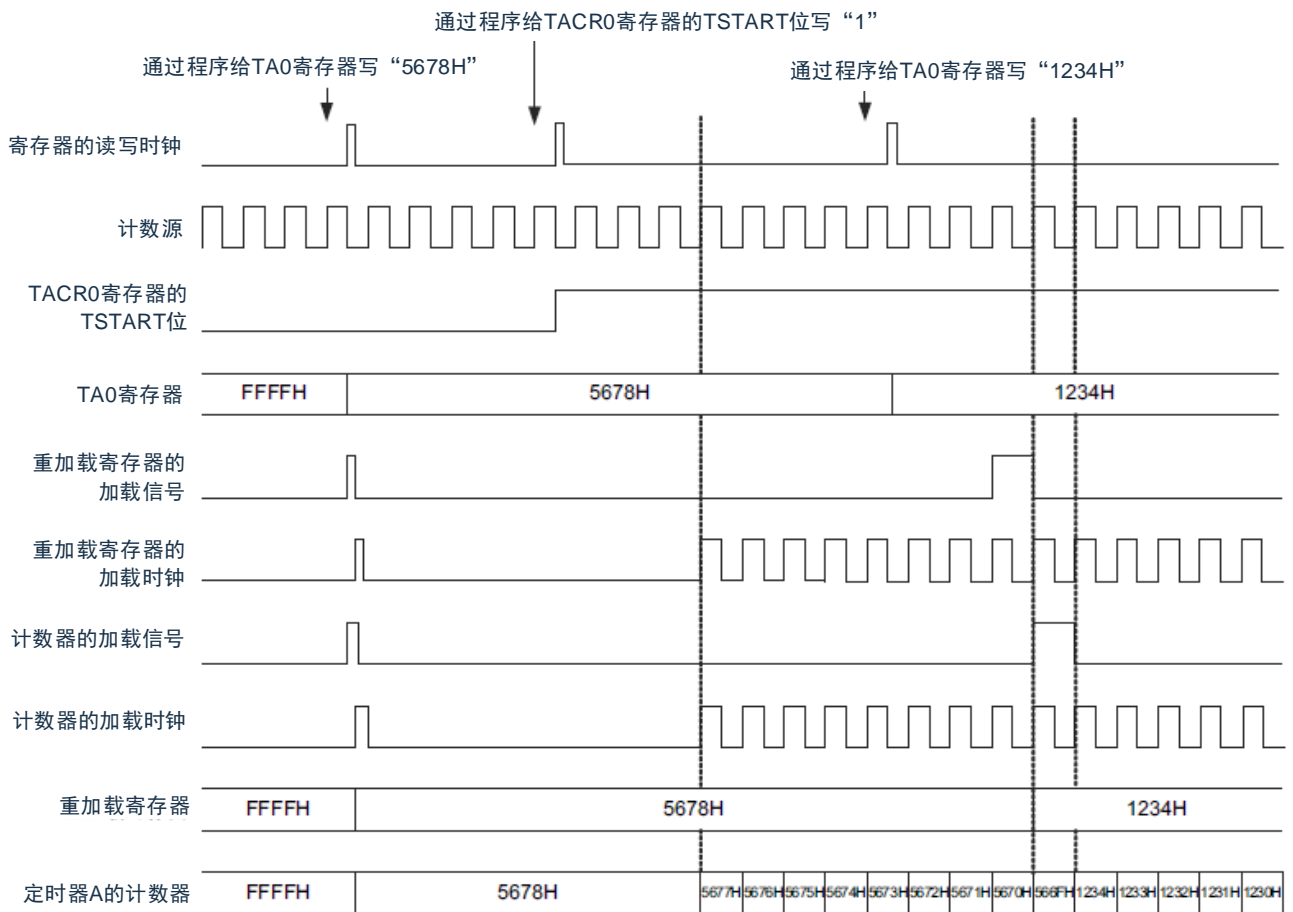 通过程序给TACR0寄存器的TSTART位写“1”
通过程序给TA0寄存器写“5678H”
通过程序给TA0寄存器写“1234H”
寄存器的读写时钟
计数源
TACR0寄存器的
TSTART位
TA0寄存器 FFFFH 5678H 1234H
重加载寄存器的
加载信号
重加载寄存器的
加载时钟
计数器的加载信号
计数器的加载时钟
重加载寄存器 FFFFH 5678H 1234H
定时器A的计数器 FFFFH 5678H 5677H 5676H 5675H 5674H 5673H 5672H 5671H 5670H 566FH 1234H 1233H 1232H 1231H 1230H